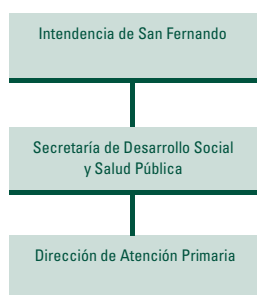 Intendencia de San Fernando
Secretaría de Desarrollo Social
y Salud Pública
Dirección de Atención Primaria